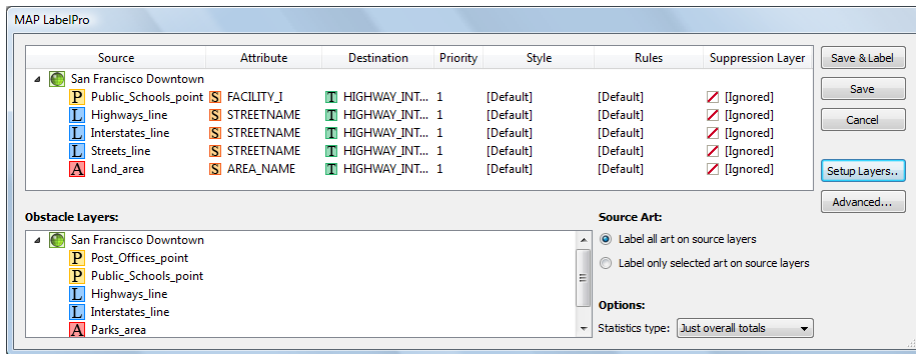 MAP LabelPro
Source Attribute Destination Priority Style Rules Suppression Layer
San Francisco Downtown
P Public_Schools_point S FACILITY_I T HIGHWAY_INT... 1 [Default] [Default] [Ignored]
L Highways_line S STREETNAME T HIGHWAY_INT... 1 [Default] [Default] [Ignored]
L Interstates_line S STREETNAME T HIGHWAY_INT... 1 [Default] [Default] [Ignored]
L Streets_line S STREETNAME T HIGHWAY_INT... 1 [Default] [Default] [Ignored]
A Land_area S AREA_NAME T HIGHWAY_INT... 1 [Default] [Default] [Ignored]
Save & Label
Save
Cancel
Setup Layers..
Advanced...
Obstacle Layers:
San Francisco Downtown
P Post_Offices_point
P Public_Schools_point
L Highways_line
L Interstates_line
A Parks_area
Source Art:
Label all art on source layers
Label only selected art on source layers
Options:
Statistics type: Just overall totals